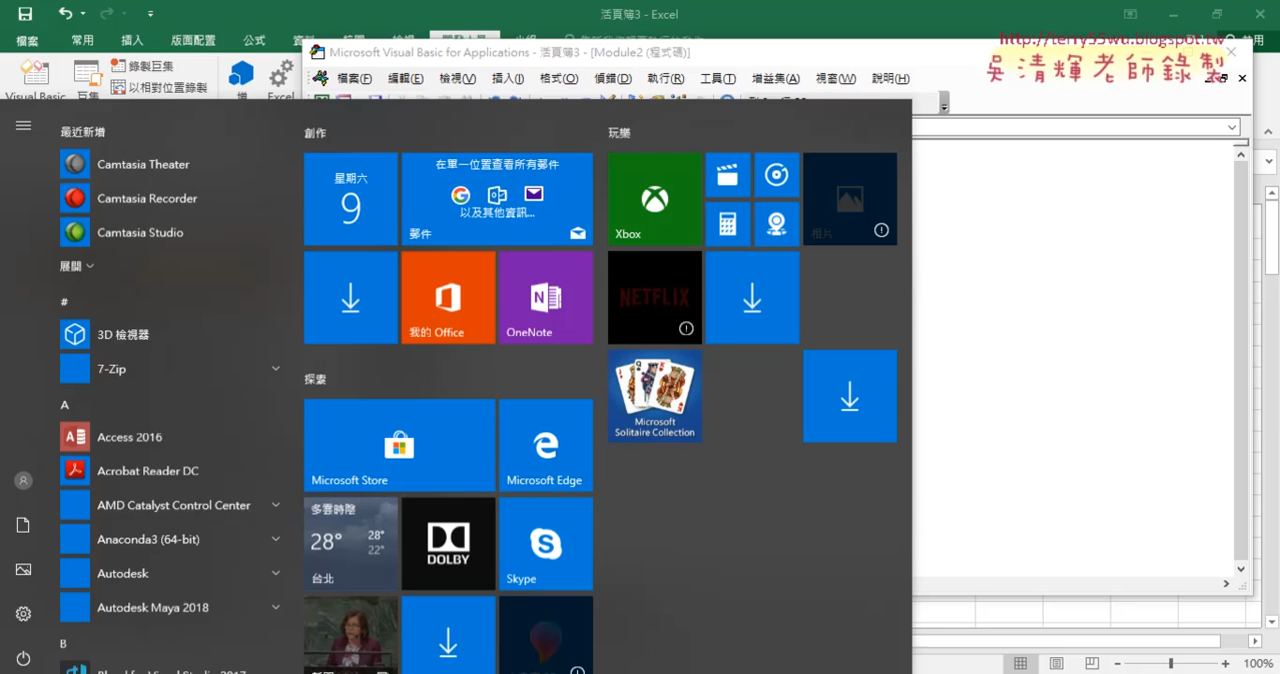 活頁簿3 - Excel
http://terry55wu.blogspot.tw
吳清輝老師錄製
檔案
常用
插入
版面配置
公式
Microsoft Visual Basic for Applications - 活頁簿3 - [Module2 (程式碼)]
檔案(F)
編輯(E)
檢視(V)
插入(I)
格式(O)
偵錯(D)
執行(R)
工具(T)
增益集(A)
視窗(W)
說明(H)
Visual Basic
巨集
錄製巨集
以相對位置錄製
增
Excel
最近新增
Camtasia Theater
Camtasia Recorder
Camtasia Studio
展開
#
3D 檢視器
7-Zip
A
Access 2016
Acrobat Reader DC
AMD Catalyst Control Center
Anaconda3 (64-bit)
Autodesk
Autodesk Maya 2018
B
Blend for Visual Studio 2017
創作
星期六
9
在單一位置查看所有郵件
以及其他資訊...
郵件
我的 Office
OneNote
探索
Microsoft Store
Microsoft Edge
多雲時陰
28°
28°
22°
台北
DOLBY
Skype
玩樂
Xbox
相片
NETFLIX
Microsoft
Solitaire Collection
100%